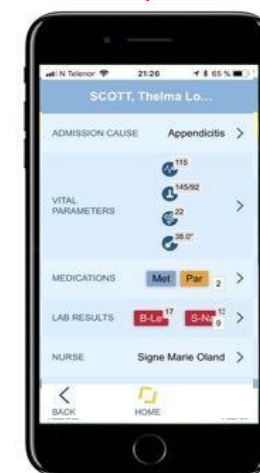 N Telenor 21:26 65 %
SCOTT, Thelma Lo...
ADMISSION CAUSE Appendicitis
115
145/92
VITAL
PARAMETERS
22
38.0°
MEDICATIONS Met Par 2
LAB RESULTS B-Le 17 S-Na 9
NURSE Signe Marie Oland
BACK HOME